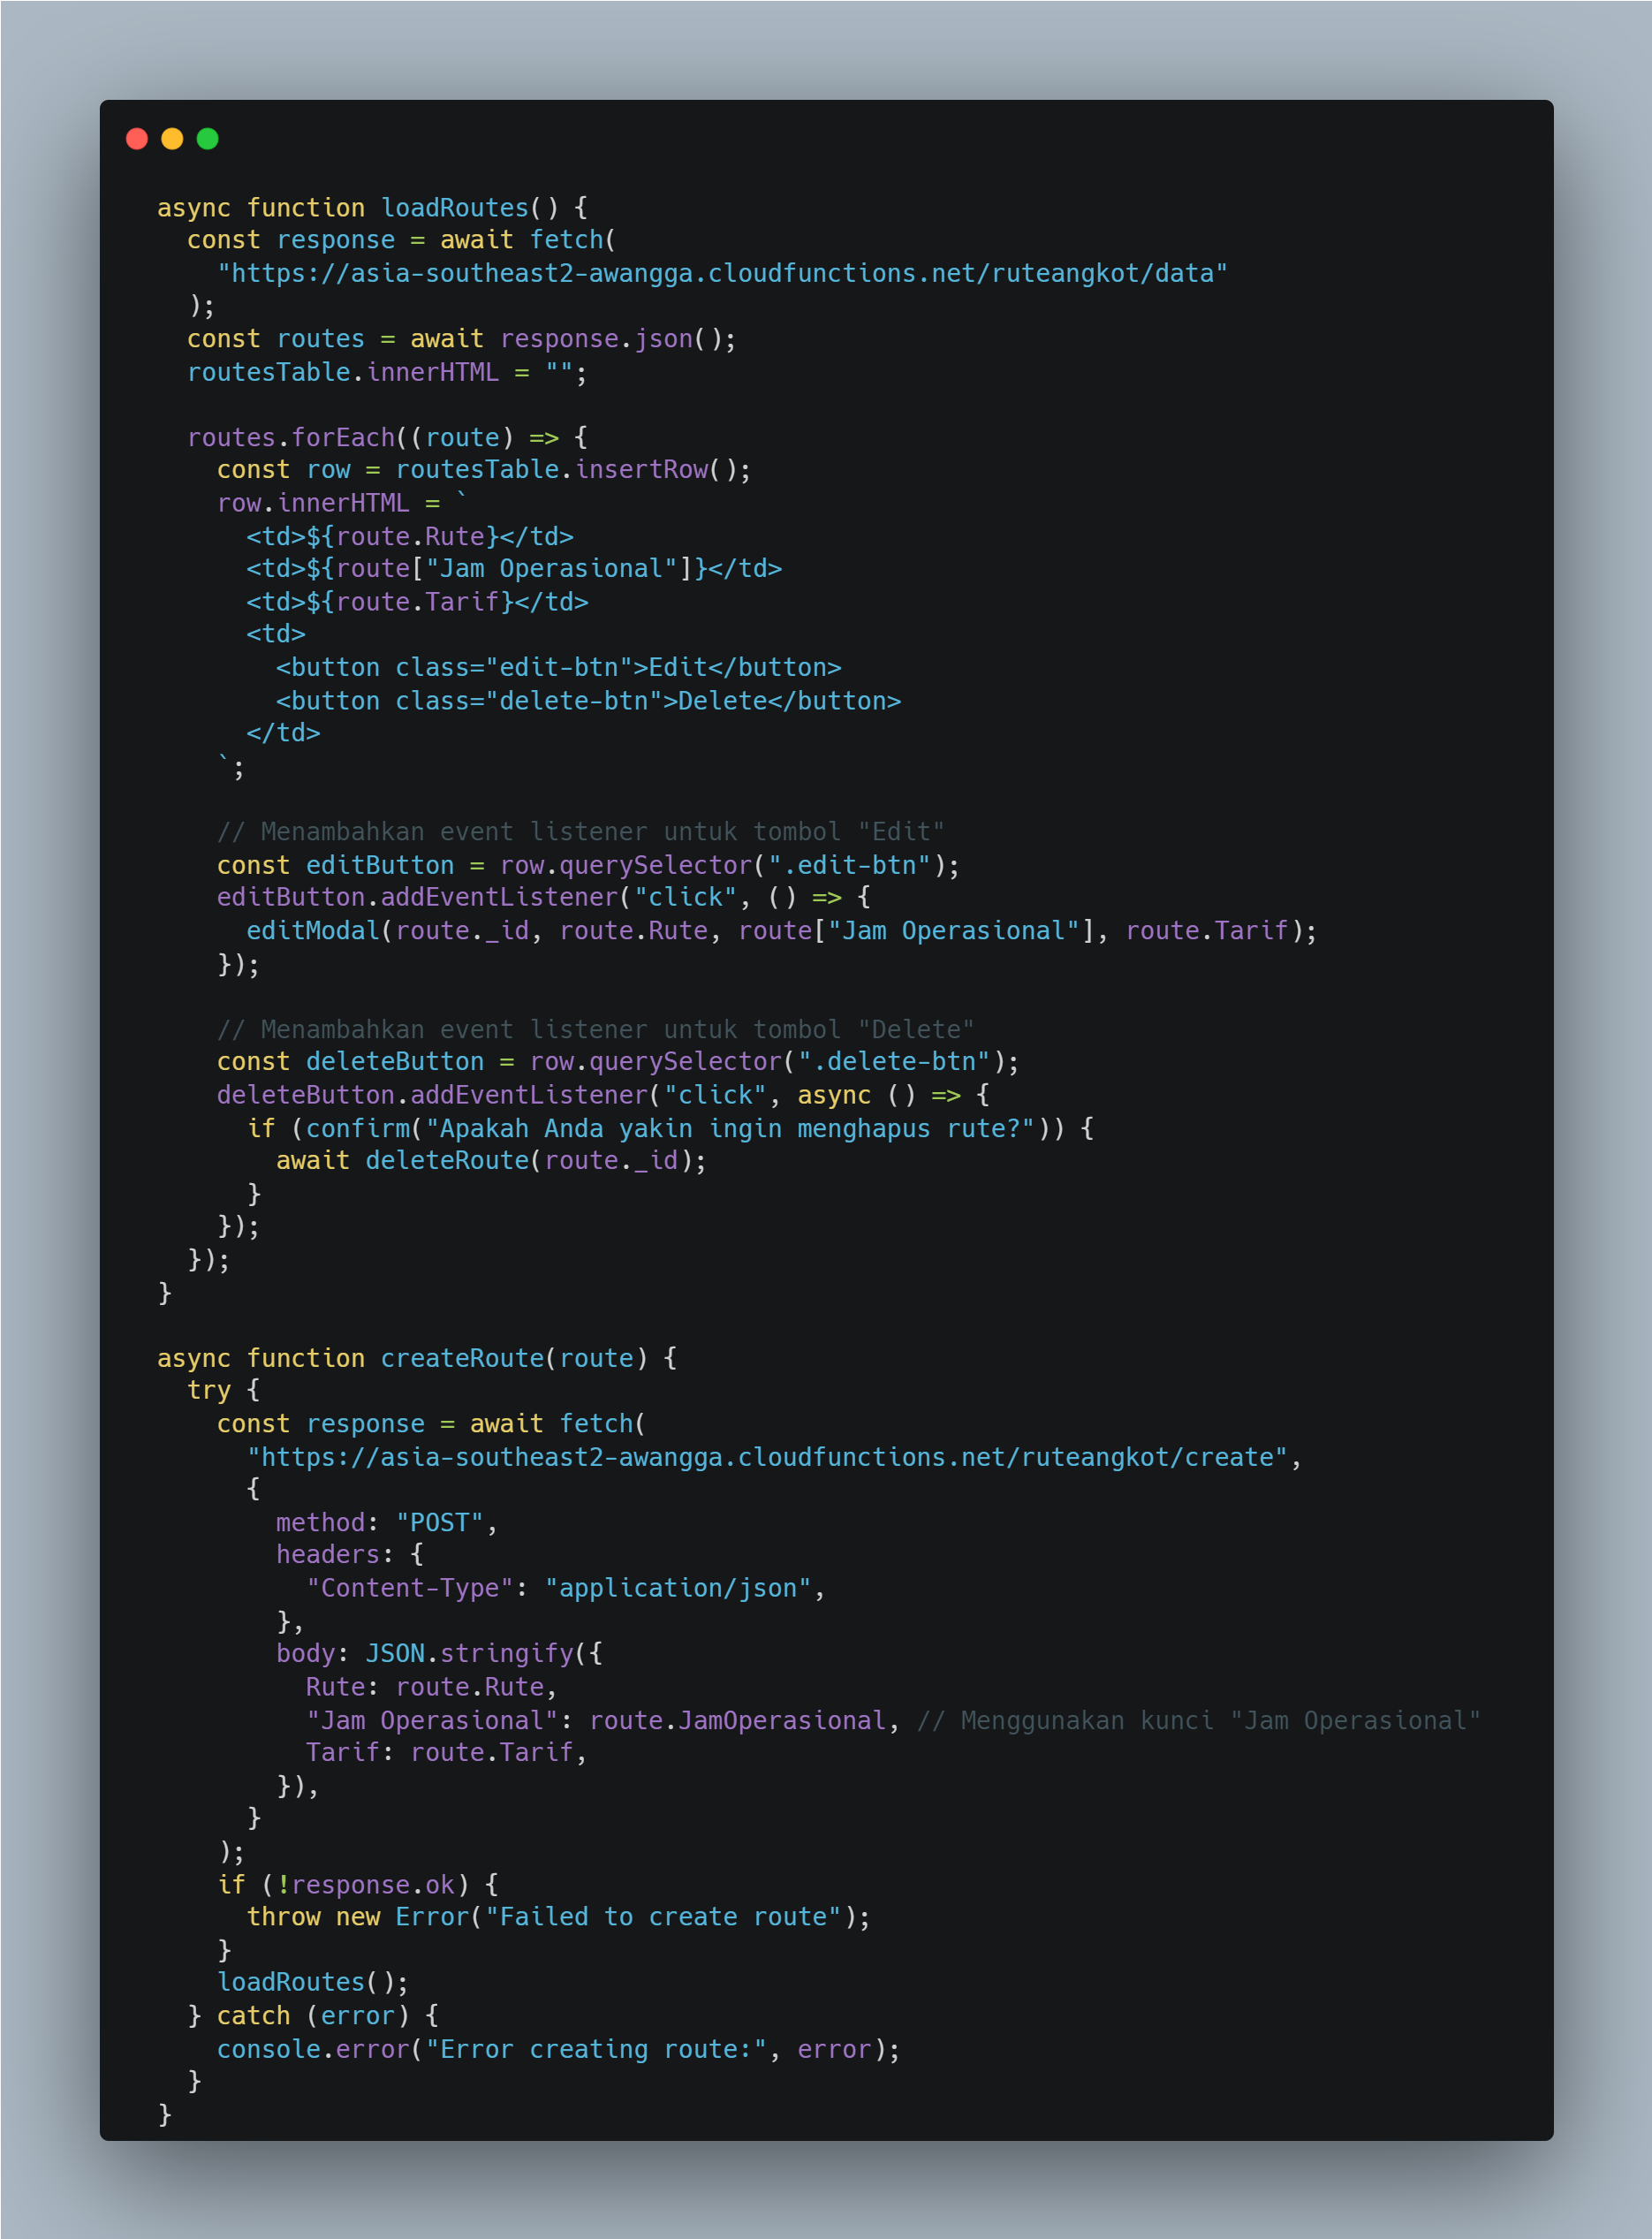 async function loadRoutes() {
  const response = await fetch(
    "https://asia-southeast2-awangga.cloudfunctions.net/ruteangkot/data"
  );
  const routes = await response.json();
  routesTable.innerHTML = "";

  routes.forEach((route) => {
    const row = routesTable.insertRow();
    row.innerHTML = `
      <td>${route.Rute}</td>
      <td>${route["Jam Operasional"]}</td>
      <td>${route.Tarif}</td>
      <td>
        <button class="edit-btn">Edit</button>
        <button class="delete-btn">Delete</button>
      </td>
    `;

    // Menambahkan event listener untuk tombol "Edit"
    const editButton = row.querySelector(".edit-btn");
    editButton.addEventListener("click", () => {
      editModal(route._id, route.Rute, route["Jam Operasional"], route.Tarif);
    });

    // Menambahkan event listener untuk tombol "Delete"
    const deleteButton = row.querySelector(".delete-btn");
    deleteButton.addEventListener("click", async () => {
      if (confirm("Apakah Anda yakin ingin menghapus rute?")) {
        await deleteRoute(route._id);
      }
    });
  });
}

async function createRoute(route) {
  try {
    const response = await fetch(
      "https://asia-southeast2-awangga.cloudfunctions.net/ruteangkot/create",
      {
        method: "POST",
        headers: {
          "Content-Type": "application/json",
        },
        body: JSON.stringify({
          Rute: route.Rute,
          "Jam Operasional": route.JamOperasional, // Menggunakan kunci "Jam Operasional"
          Tarif: route.Tarif,
        }),
      }
    );
    if (!response.ok) {
      throw new Error("Failed to create route");
    }
    loadRoutes();
  } catch (error) {
    console.error("Error creating route:", error);
  }
}